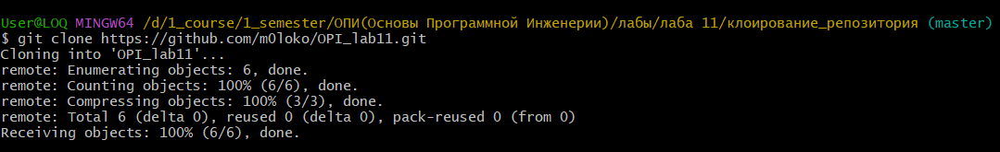 User@LOQ MINGW64 /d/1_course/1_semester/ОПИ(Основы Программной Инженерии)/лабы/лаба 11/клоирование_репозитория (master)
$ git clone https://github.com/m0loko/OPI_lab11.git
Cloning into 'OPI_lab11'...
remote: Enumerating objects: 6, done.
remote: Counting objects: 100% (6/6), done.
remote: Compressing objects: 100% (3/3), done.
remote: Total 6 (delta 0), reused 0 (delta 0), pack-reused 0 (from 0)
Receiving objects: 100% (6/6), done.